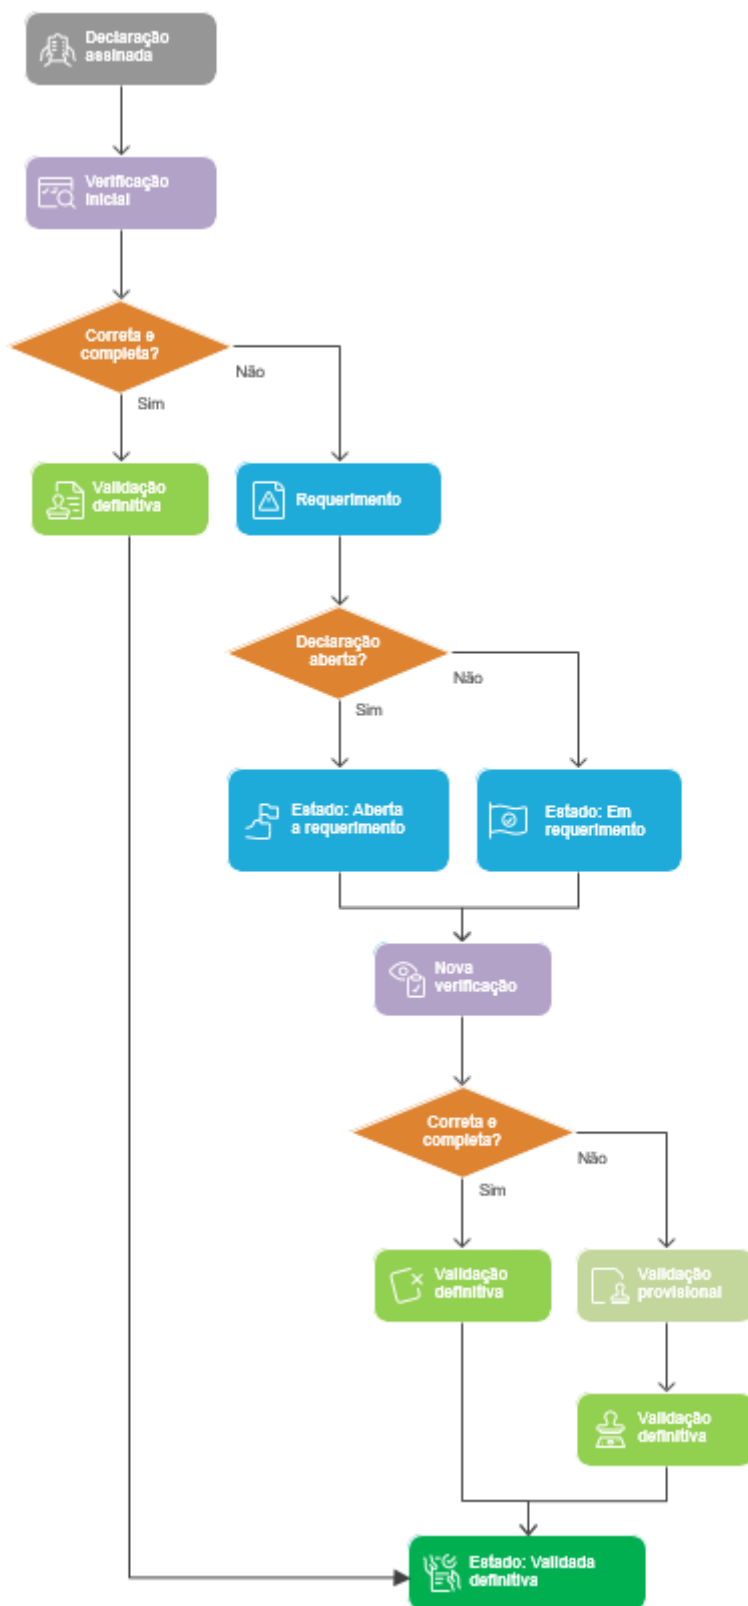 Declaração
assinada
Verificação
Inicial
Correta e
completa?
Não
Sim
Validação
definitiva
Requerimento
Declaração
aberta?
Não
Sim
Estado: Aberta
a requerimento
Estado: Em
requerimento
Nova
verificação
Correta e
completa?
Não
Sim
Validação
definitiva
Validação
provisional
Validação
definitiva
Estado: Validada
definitiva